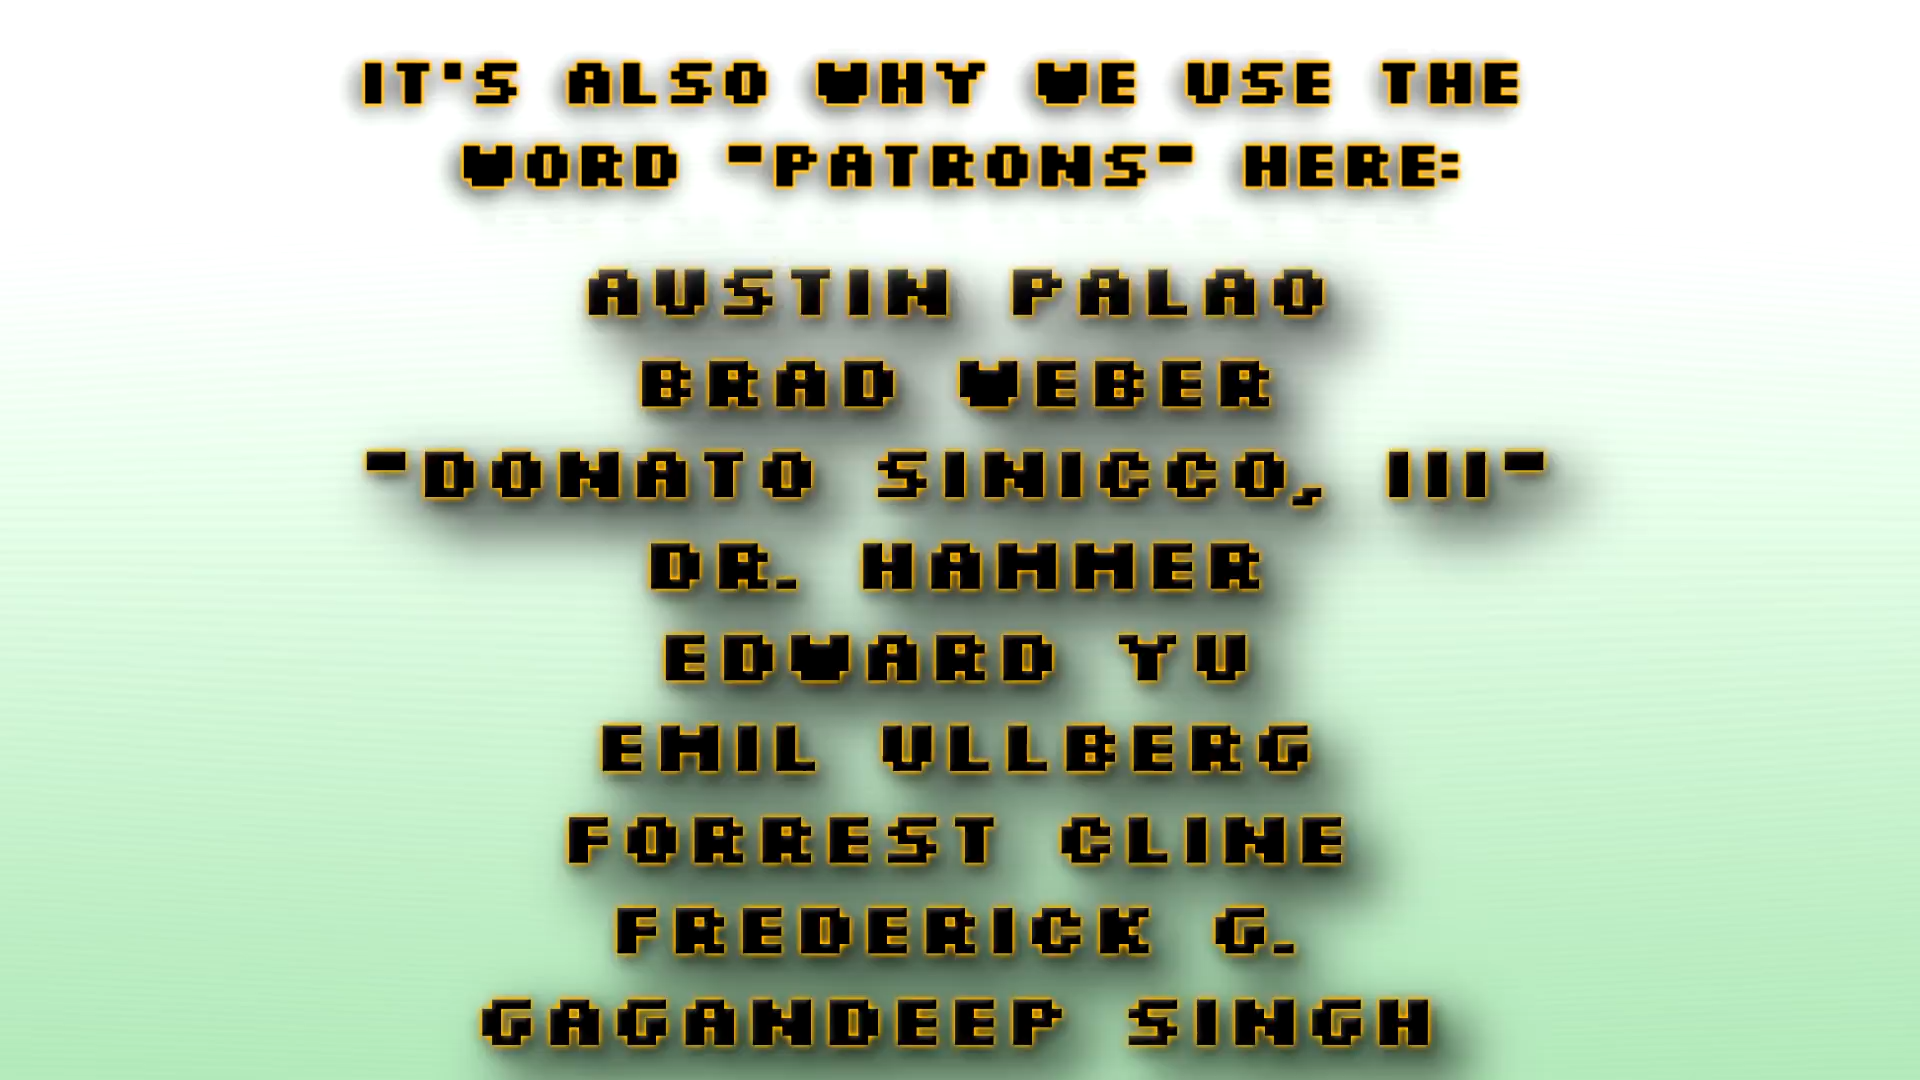 IT'S ALSO WHY WE USE THE
WORD "PATRONS" HERE:
AUSTIN PALAO
BRAD WEBER
"DONATO SINICCO, III"
DR. HAMMER
EDWARD YU
EMIL ULLBERG
FORREST CLINE
FREDERICK G.
GAGANDEEP SINGH